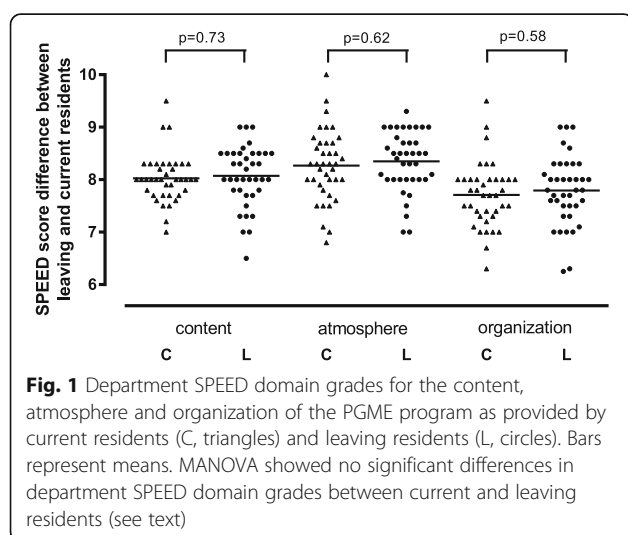 p=0.73 p=0.62 p=0.58
SPEED score difference between
leaving and current residents
10
9
8
7
6
content atmosphere organization
C L C L C L
Fig. 1 Department SPEED domain grades for the content,
atmosphere and organization of the PGME program as provided by
current residents (C, triangles) and leaving residents (L, circles). Bars
represent means. MANOVA showed no significant differences in
department SPEED domain grades between current and leaving
residents (see text)